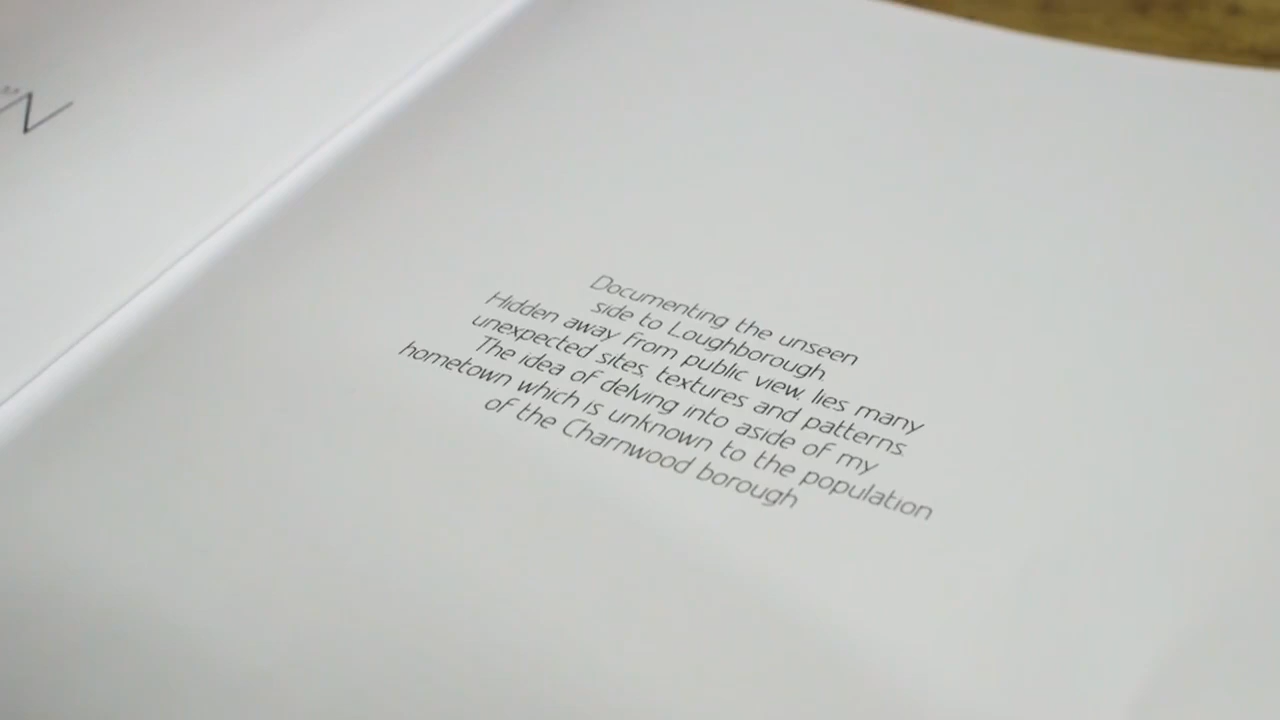 Documenting the unseen
side to Loughborough.
Hidden away from public view, lies many
unexpected sites, textures and patterns.
The idea of delving into aside of my
hometown which is unknown to the population
of the Charnwood borough